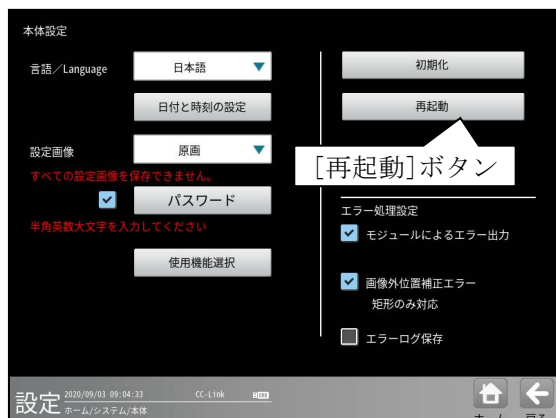 本体設定
言語／Language
日本語
日付と時刻の設定
設定画像
原画
すべての設定画像を保存できません。
パスワード
半角英数大文字を入力してください
使用機能選択
初期化
再起動
[再起動]ボタン
エラー処理設定
モジュールによるエラー出力
画像外位置補正エラー
矩形のみ対応
エラーログ保存
設定
2020/09/03 09:04:33
CC-Link
ホーム/システム/本体
ホーム
戻る